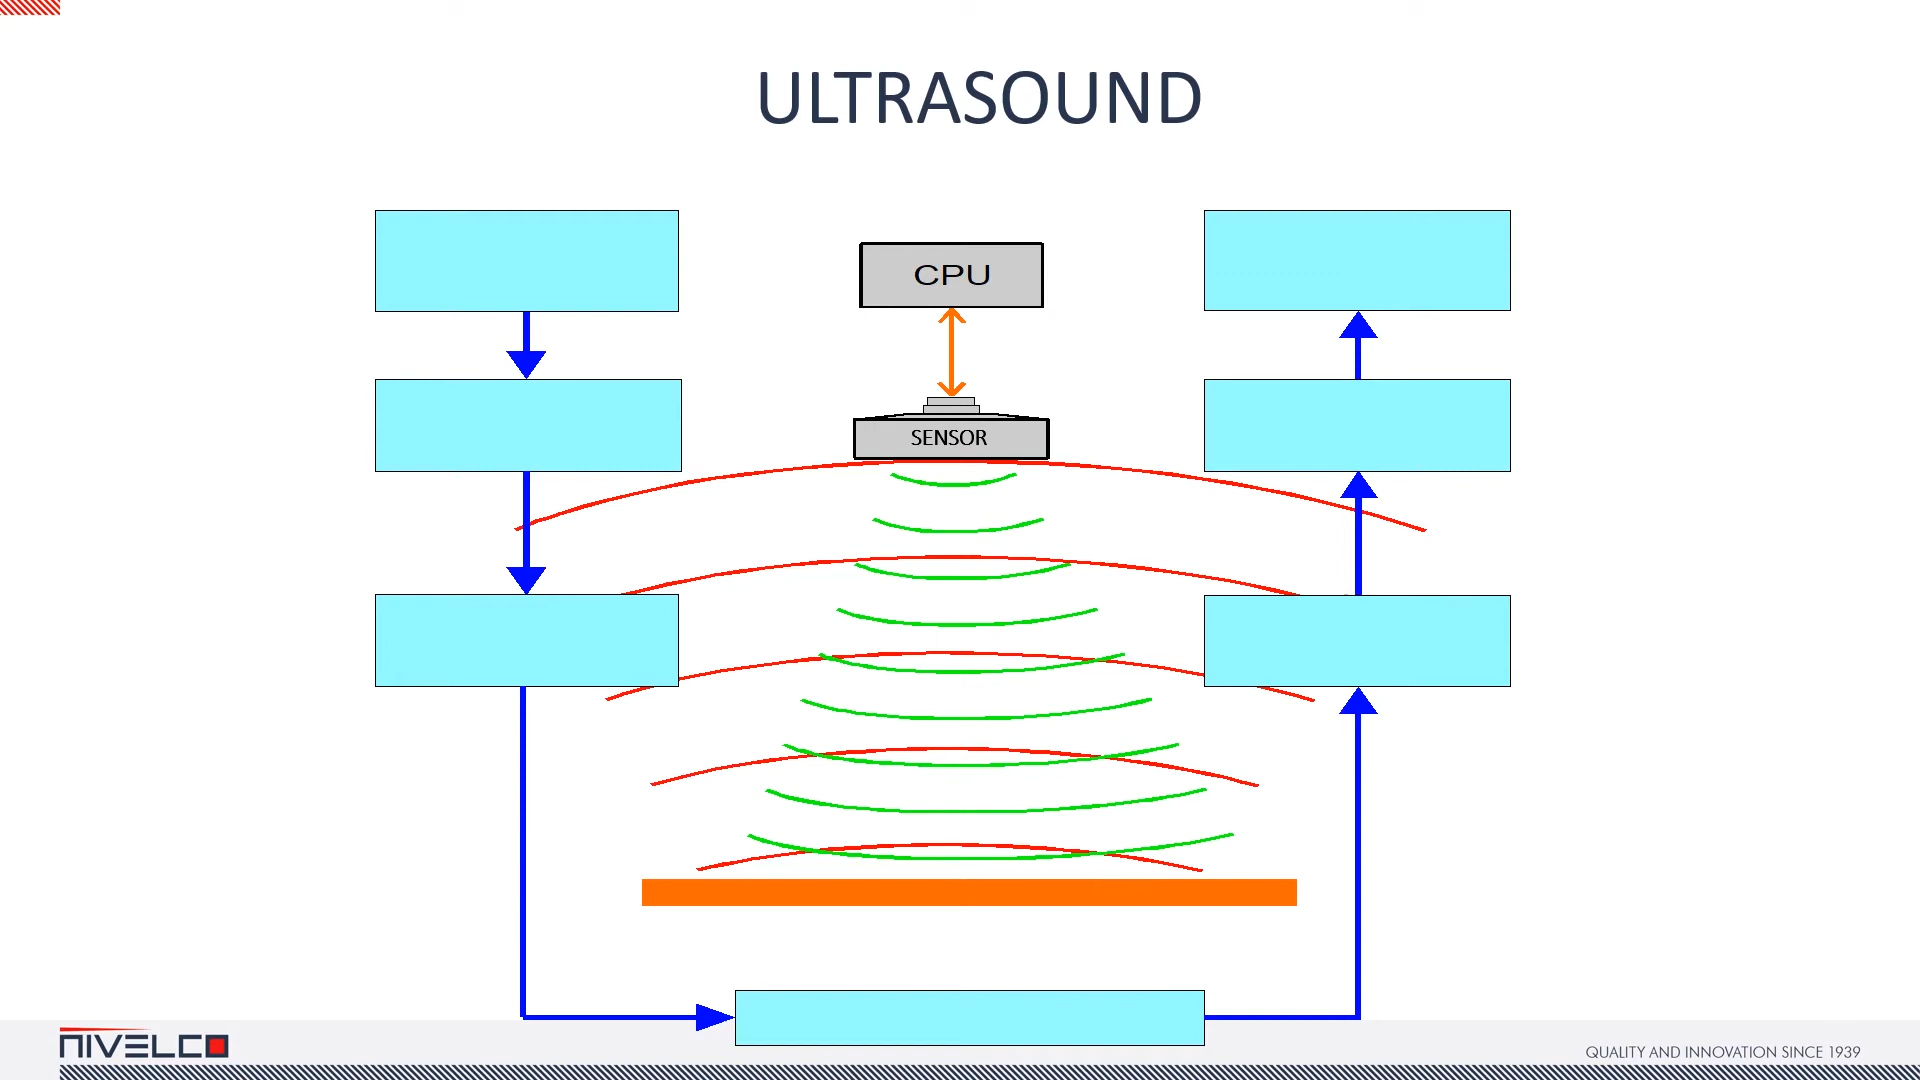 ULTRASOUND
CPU
SENSOR
NIVELCO
QUALITY AND INNOVATION SINCE 1939